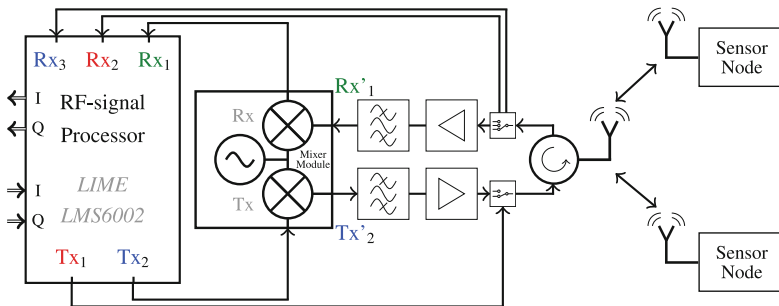 Rx3 Rx2 Rx1
I RF-signal
Q Processor
I LIME
Q LMS6002
Tx1 Tx2
Rx
Mixer
Module
Tx
Rx'1
Tx'2
Sensor
Node
Sensor
Node